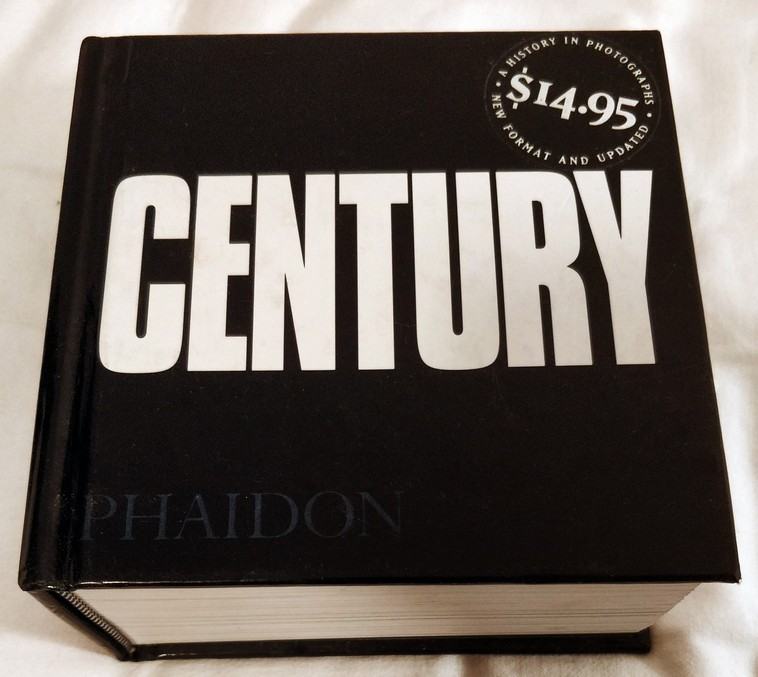 A HISTORY IN PHOTOGRAPHS
$14.95
• NEW FORMAT AND UPDATED •
CENTURY
PHAIDON